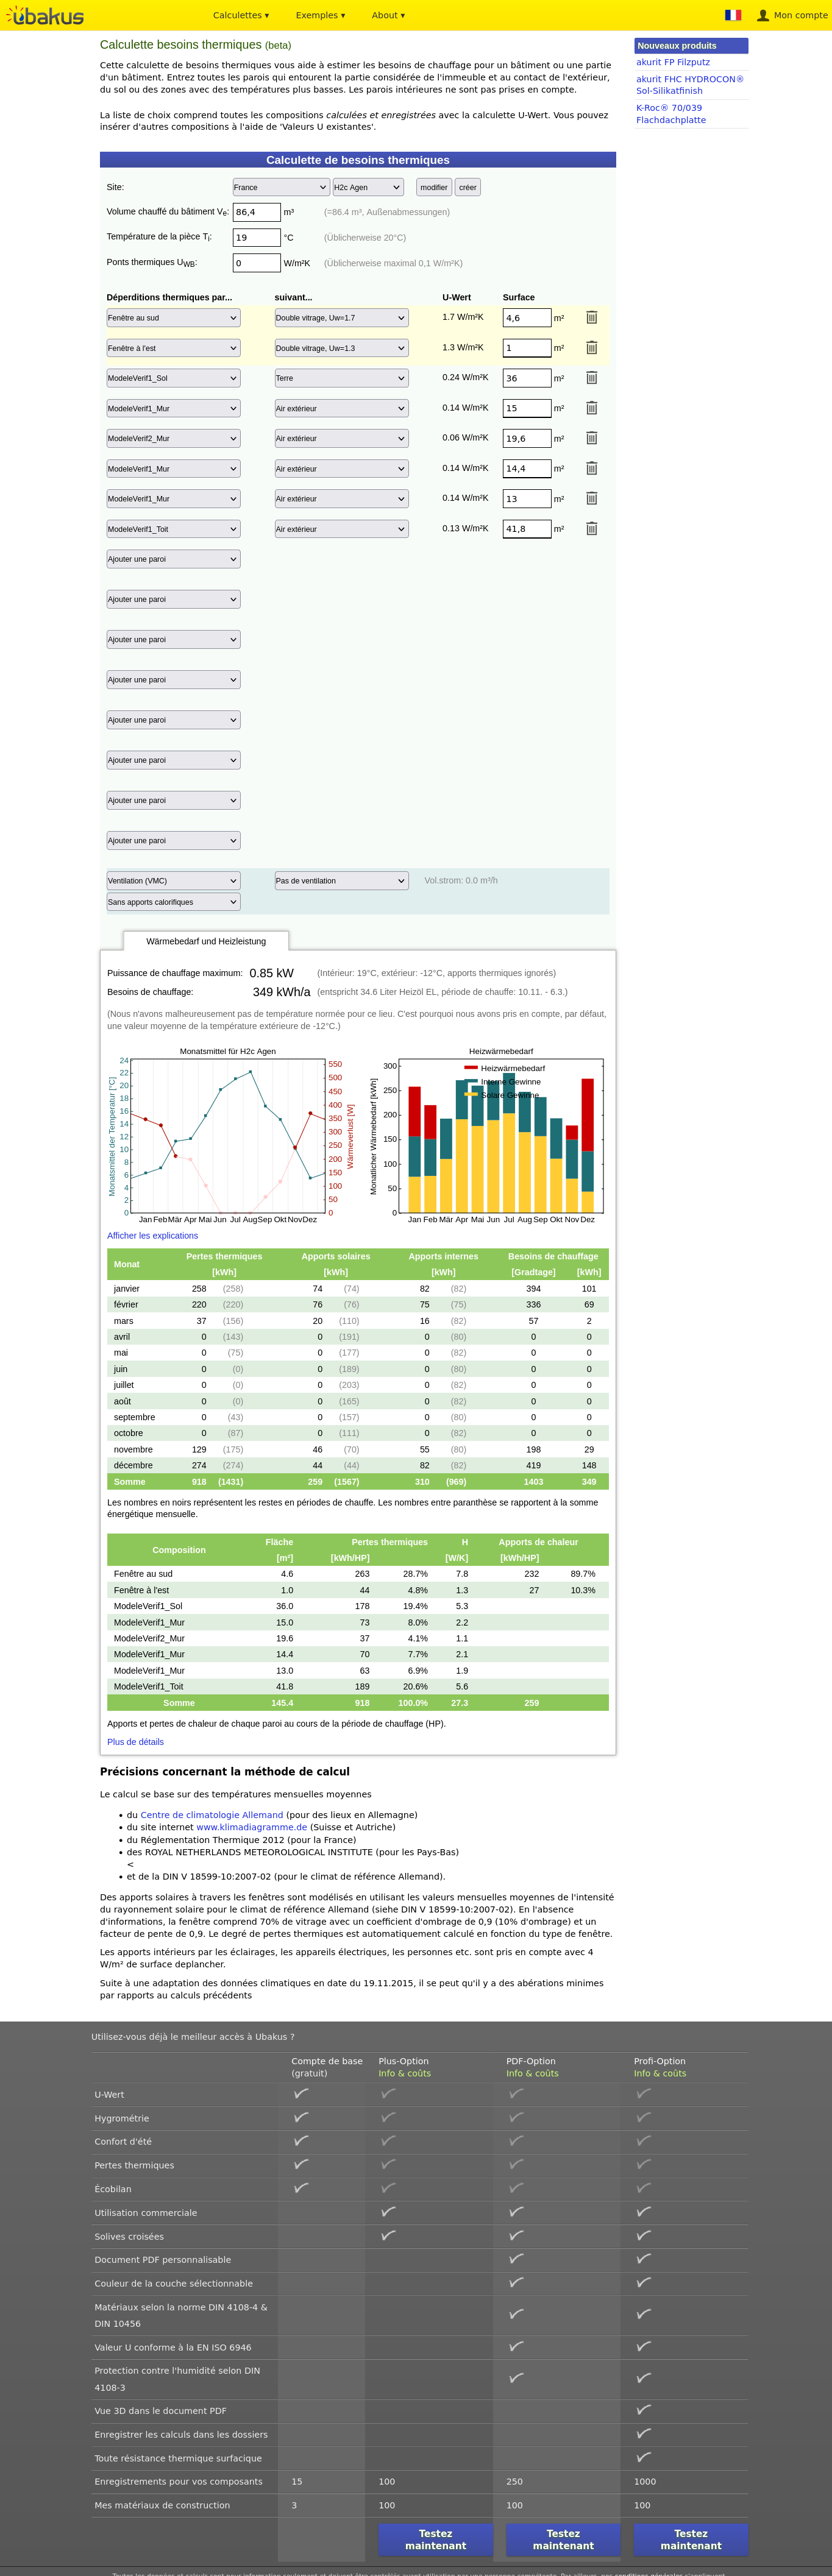 ubakus
Calculettes ▾ Exemples ▾ About ▾ Mon compte
Calculette besoins thermiques (beta)
Cette calculette de besoins thermiques vous aide à estimer les besoins de chauffage pour un bâtiment ou une partie
d'un bâtiment. Entrez toutes les parois qui entourent la partie considérée de l'immeuble et au contact de l'extérieur,
du sol ou des zones avec des températures plus basses. Les parois intérieures ne sont pas prises en compte.
La liste de choix comprend toutes les compositions calculées et enregistrées avec la calculette U-Wert. Vous pouvez
insérer d'autres compositions à l'aide de 'Valeurs U existantes'.
Nouveaux produits
akurit FP Filzputz
akurit FHC HYDROCON®
Sol-Silikatfinish
K-Roc® 70/039
Flachdachplatte
Calculette de besoins thermiques
Site: France H2c Agen modifier créer
Volume chauffé du bâtiment Ve: 86,4 m³ (=86.4 m³, Außenabmessungen)
Température de la pièce Ti: 19 °C (Üblicherweise 20°C)
Ponts thermiques UWB: 0 W/m²K (Üblicherweise maximal 0,1 W/m²K)
Déperditions thermiques par... suivant... U-Wert Surface
Fenêtre au sud Double vitrage, Uw=1.7 1.7 W/m²K 4,6 m²
Fenêtre à l'est Double vitrage, Uw=1.3 1.3 W/m²K 1 m²
ModeleVerif1_Sol Terre 0.24 W/m²K 36 m²
ModeleVerif1_Mur Air extérieur 0.14 W/m²K 15 m²
ModeleVerif2_Mur Air extérieur 0.06 W/m²K 19,6 m²
ModeleVerif1_Mur Air extérieur 0.14 W/m²K 14,4 m²
ModeleVerif1_Mur Air extérieur 0.14 W/m²K 13 m²
ModeleVerif1_Toit Air extérieur 0.13 W/m²K 41,8 m²
Ajouter une paroi
Ajouter une paroi
Ajouter une paroi
Ajouter une paroi
Ajouter une paroi
Ajouter une paroi
Ajouter une paroi
Ajouter une paroi
Ventilation (VMC) Pas de ventilation Vol.strom: 0.0 m³/h
Sans apports calorifiques
Wärmebedarf und Heizleistung
Puissance de chauffage maximum: 0.85 kW (Intérieur: 19°C, extérieur: -12°C, apports thermiques ignorés)
Besoins de chauffage: 349 kWh/a (entspricht 34.6 Liter Heizöl EL, période de chauffe: 10.11. - 6.3.)
(Nous n'avons malheureusement pas de température normée pour ce lieu. C'est pourquoi nous avons pris en compte, par défaut,
une valeur moyenne de la température extérieure de -12°C.)
Monatsmittel für H2c Agen
Monatsmittel der Temperatur [°C]
24 22 20 18 16 14 12 10 8 6 4 2 0
550 500 450 400 350 300 250 200 150 100 50 0
Wärmeverlust [W]
Jan Feb Mär Apr Mai Jun Jul Aug Sep Okt Nov Dez
Heizwärmebedarf
Monatlicher Wärmebedarf [kWh]
300 250 200 150 100 50 0
Heizwärmebedarf
Interne Gewinne
Solare Gewinne
Jan Feb Mär Apr Mai Jun Jul Aug Sep Okt Nov Dez
Afficher les explications
Monat Pertes thermiques Apports solaires Apports internes Besoins de chauffage
[kWh] [kWh] [kWh] [Gradtage] [kWh]
janvier 258 (258) 74 (74) 82 (82) 394 101
février 220 (220) 76 (76) 75 (75) 336 69
mars 37 (156) 20 (110) 16 (82) 57 2
avril 0 (143) 0 (191) 0 (80) 0 0
mai 0 (75) 0 (177) 0 (82) 0 0
juin 0 (0) 0 (189) 0 (80) 0 0
juillet 0 (0) 0 (203) 0 (82) 0 0
août 0 (0) 0 (165) 0 (82) 0 0
septembre 0 (43) 0 (157) 0 (80) 0 0
octobre 0 (87) 0 (111) 0 (82) 0 0
novembre 129 (175) 46 (70) 55 (80) 198 29
décembre 274 (274) 44 (44) 82 (82) 419 148
Somme 918 (1431) 259 (1567) 310 (969) 1403 349
Les nombres en noirs représentent les restes en périodes de chauffe. Les nombres entre paranthèse se rapportent à la somme
énergétique mensuelle.
Composition Fläche Pertes thermiques H Apports de chaleur
[m²] [kWh/HP] [W/K] [kWh/HP]
Fenêtre au sud 4.6 263 28.7% 7.8 232 89.7%
Fenêtre à l'est 1.0 44 4.8% 1.3 27 10.3%
ModeleVerif1_Sol 36.0 178 19.4% 5.3
ModeleVerif1_Mur 15.0 73 8.0% 2.2
ModeleVerif2_Mur 19.6 37 4.1% 1.1
ModeleVerif1_Mur 14.4 70 7.7% 2.1
ModeleVerif1_Mur 13.0 63 6.9% 1.9
ModeleVerif1_Toit 41.8 189 20.6% 5.6
Somme 145.4 918 100.0% 27.3 259
Apports et pertes de chaleur de chaque paroi au cours de la période de chauffage (HP).
Plus de détails
Précisions concernant la méthode de calcul
Le calcul se base sur des températures mensuelles moyennes
• du Centre de climatologie Allemand (pour des lieux en Allemagne)
• du site internet www.klimadiagramme.de (Suisse et Autriche)
• du Réglementation Thermique 2012 (pour la France)
• des ROYAL NETHERLANDS METEOROLOGICAL INSTITUTE (pour les Pays-Bas)
<
• et de la DIN V 18599-10:2007-02 (pour le climat de référence Allemand).
Des apports solaires à travers les fenêtres sont modélisés en utilisant les valeurs mensuelles moyennes de l'intensité
du rayonnement solaire pour le climat de référence Allemand (siehe DIN V 18599-10:2007-02). En l'absence
d'informations, la fenêtre comprend 70% de vitrage avec un coefficient d'ombrage de 0,9 (10% d'ombrage) et un
facteur de pente de 0,9. Le degré de pertes thermiques est automatiquement calculé en fonction du type de fenêtre.
Les apports intérieurs par les éclairages, les appareils électriques, les personnes etc. sont pris en compte avec 4
W/m² de surface deplancher.
Suite à une adaptation des données climatiques en date du 19.11.2015, il se peut qu'il y a des abérations minimes
par rapports au calculs précédents
Utilisez-vous déjà le meilleur accès à Ubakus ?
Compte de base Plus-Option PDF-Option Profi-Option
(gratuit) Info & coûts Info & coûts Info & coûts
U-Wert
Hygrométrie
Confort d'été
Pertes thermiques
Écobilan
Utilisation commerciale
Solives croisées
Document PDF personnalisable
Couleur de la couche sélectionnable
Matériaux selon la norme DIN 4108-4 &
DIN 10456
Valeur U conforme à la EN ISO 6946
Protection contre l'humidité selon DIN
4108-3
Vue 3D dans le document PDF
Enregistrer les calculs dans les dossiers
Toute résistance thermique surfacique
Enregistrements pour vos composants 15 100 250 1000
Mes matériaux de construction 3 100 100 100
Testez Testez Testez
maintenant maintenant maintenant